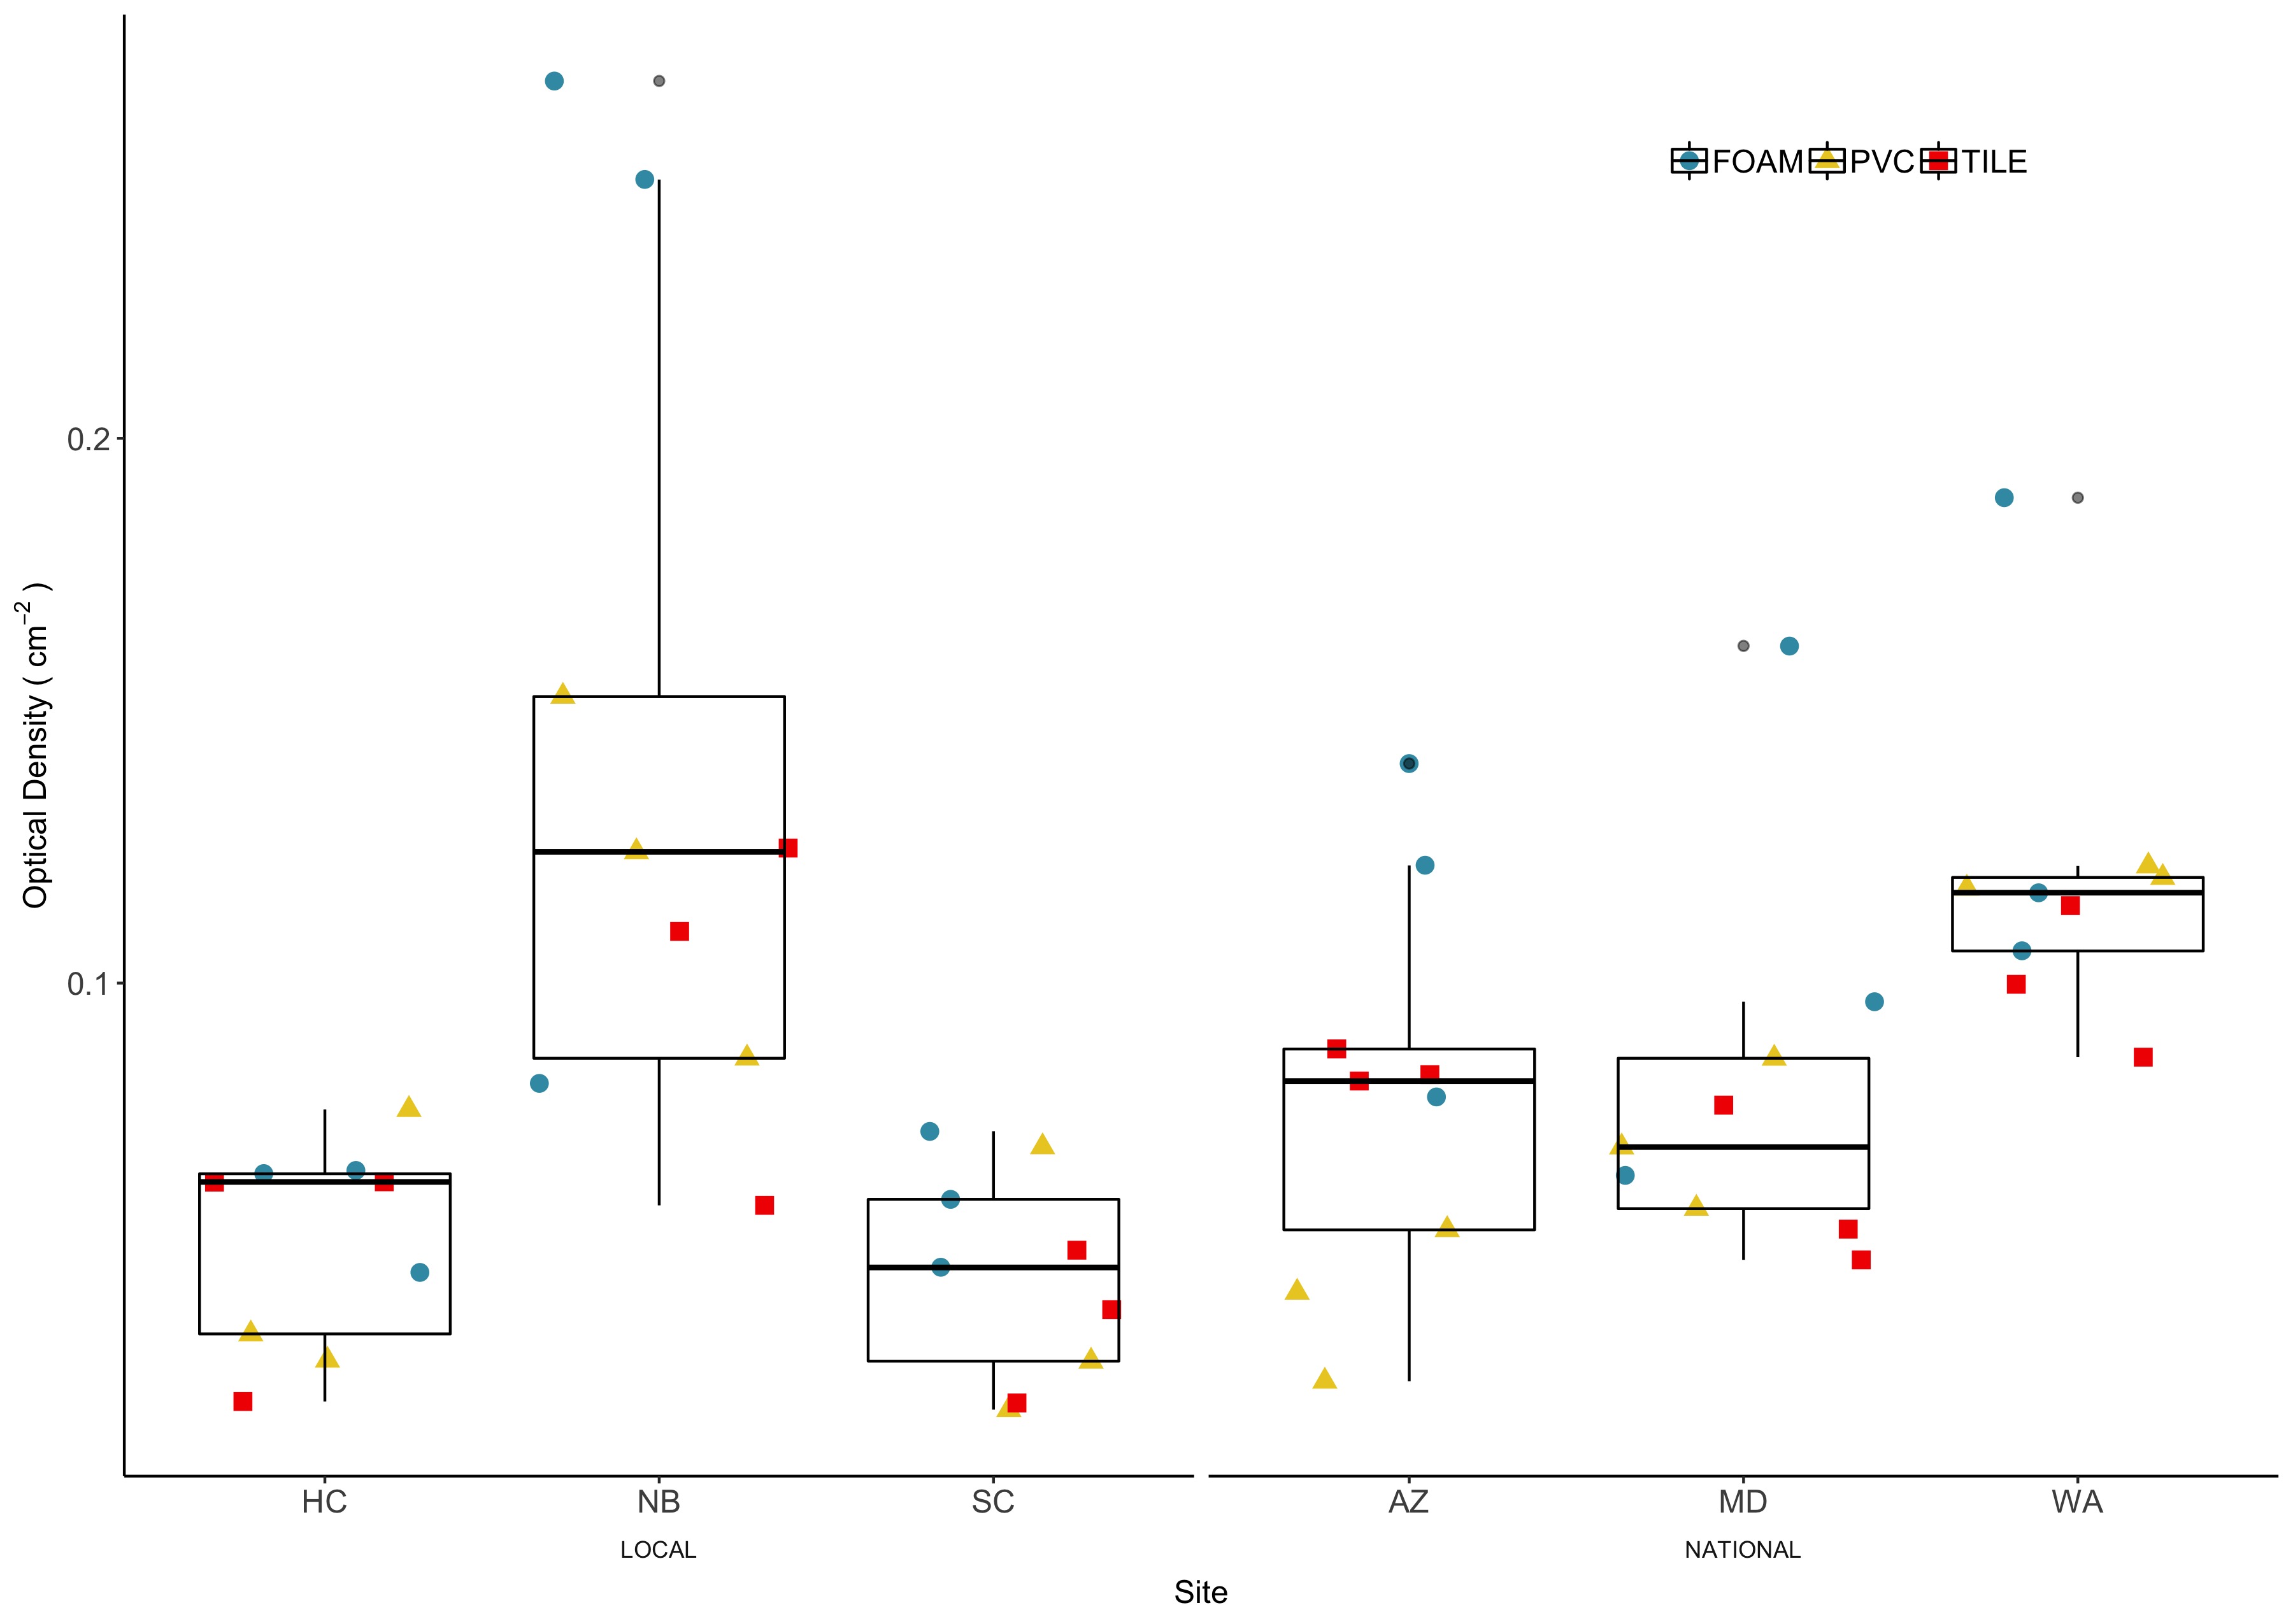 FOAM PVC TILE
Optical Density ( cm⁻² )
0.2
0.1
HC NB SC AZ MD WA
LOCAL NATIONAL
Site